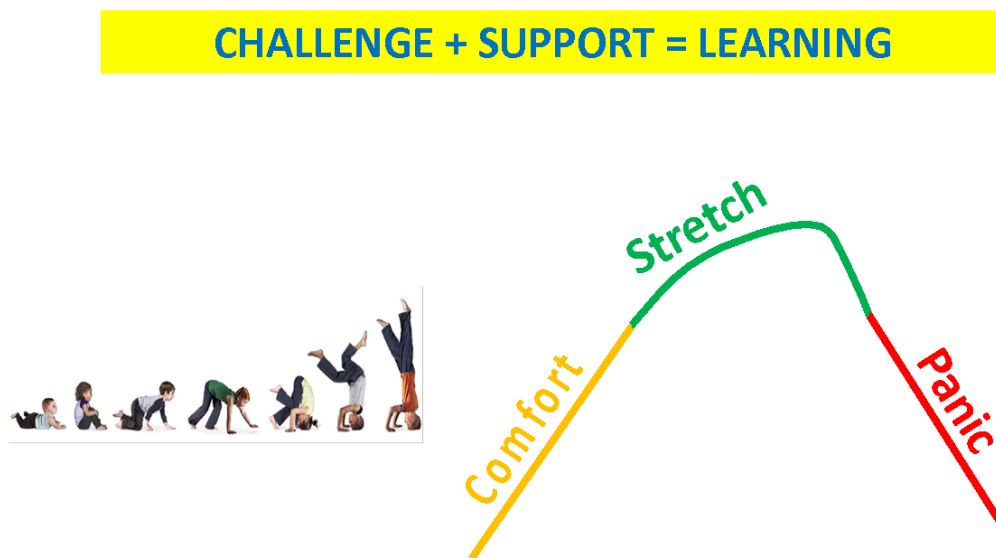 CHALLENGE + SUPPORT = LEARNING
Comfort
Stretch
Panic